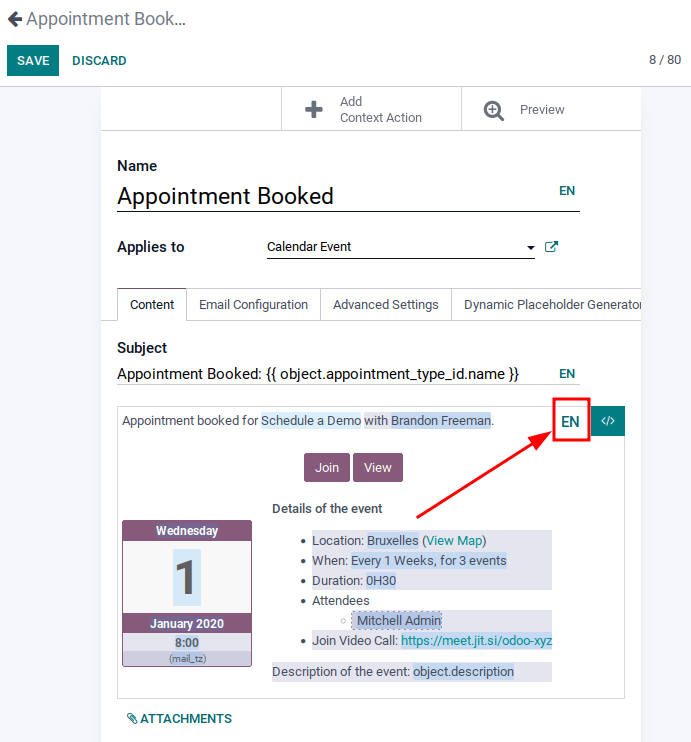 Appointment Book...
SAVE DISCARD 8 / 80
Add
Context Action
Preview
Name
Appointment Booked EN
Applies to Calendar Event
Content Email Configuration Advanced Settings Dynamic Placeholder Generator
Subject
Appointment Booked: {{ object.appointment_type_id.name }} EN
Appointment booked for Schedule a Demo with Brandon Freeman. EN </>
Join View
Details of the event
Wednesday
1
January 2020
8:00
(mail_tz)
• Location: Bruxelles (View Map)
• When: Every 1 Weeks, for 3 events
• Duration: 0H30
• Attendees
○ Mitchell Admin
• Join Video Call: https://meet.jit.si/odoo-xyz
Description of the event: object.description
ATTACHMENTS